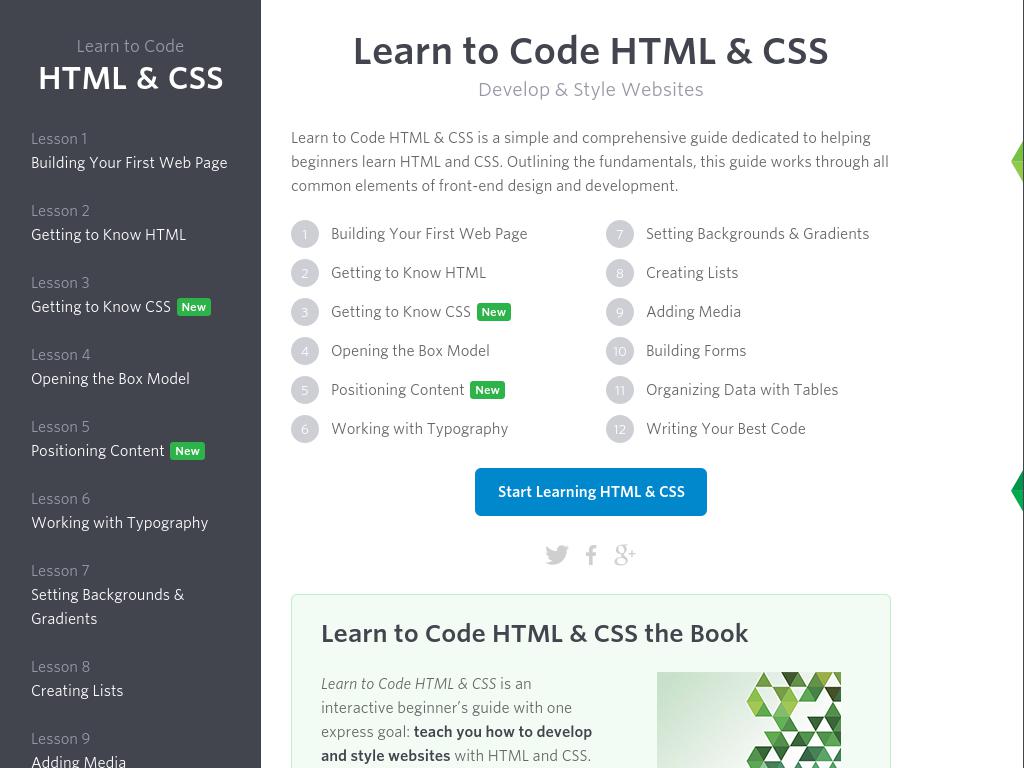 Learn to Code
HTML & CSS
Lesson 1
Building Your First Web Page
Lesson 2
Getting to Know HTML
Lesson 3
Getting to Know CSS New
Lesson 4
Opening the Box Model
Lesson 5
Positioning Content New
Lesson 6
Working with Typography
Lesson 7
Setting Backgrounds &
Gradients
Lesson 8
Creating Lists
Lesson 9
Adding Media
Learn to Code HTML & CSS
Develop & Style Websites
Learn to Code HTML & CSS is a simple and comprehensive guide dedicated to helping
beginners learn HTML and CSS. Outlining the fundamentals, this guide works through all
common elements of front-end design and development.
1 Building Your First Web Page
2 Getting to Know HTML
3 Getting to Know CSS New
4 Opening the Box Model
5 Positioning Content New
6 Working with Typography
7 Setting Backgrounds & Gradients
8 Creating Lists
9 Adding Media
10 Building Forms
11 Organizing Data with Tables
12 Writing Your Best Code
Start Learning HTML & CSS
Learn to Code HTML & CSS the Book
Learn to Code HTML & CSS is an
interactive beginner’s guide with one
express goal: teach you how to develop
and style websites with HTML and CSS.